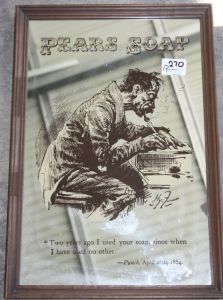 PEARS SOAP
270
Two years ago I used your soap, since when
I have used no other.
—Punch, April 26th, 1884.